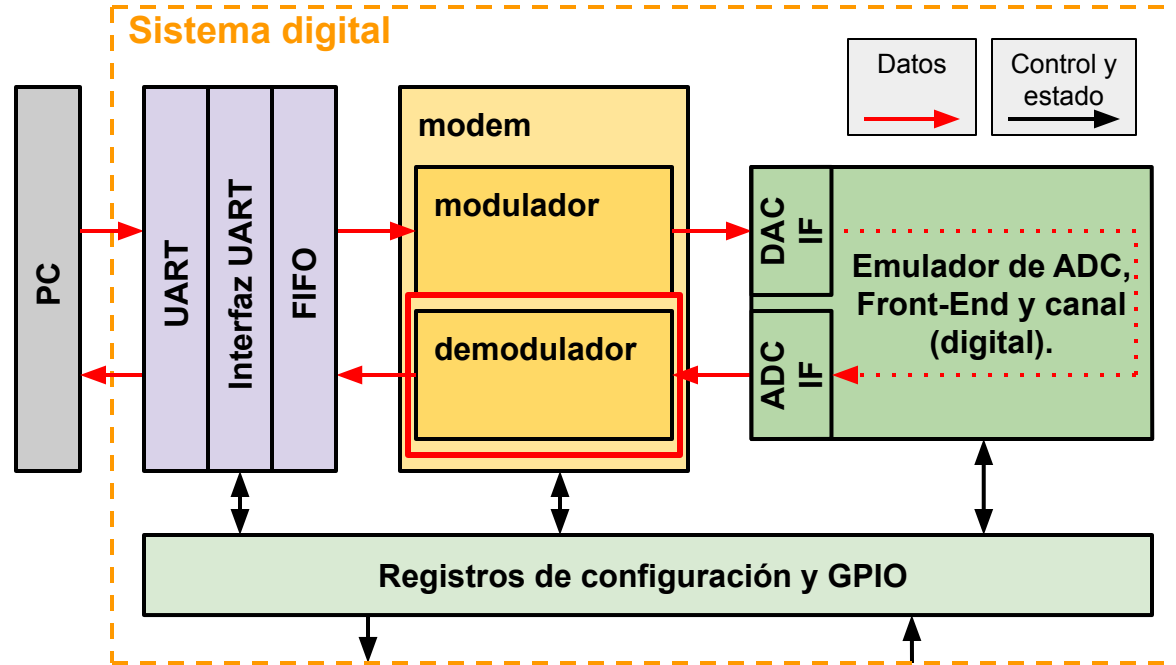 Sistema digital
Datos
Control y
estado
PC
UART
Interfaz UART
FIFO
modem
modulador
demodulador
DAC
IF
ADC
IF
Emulador de ADC,
Front-End y canal
(digital).
Registros de configuración y GPIO